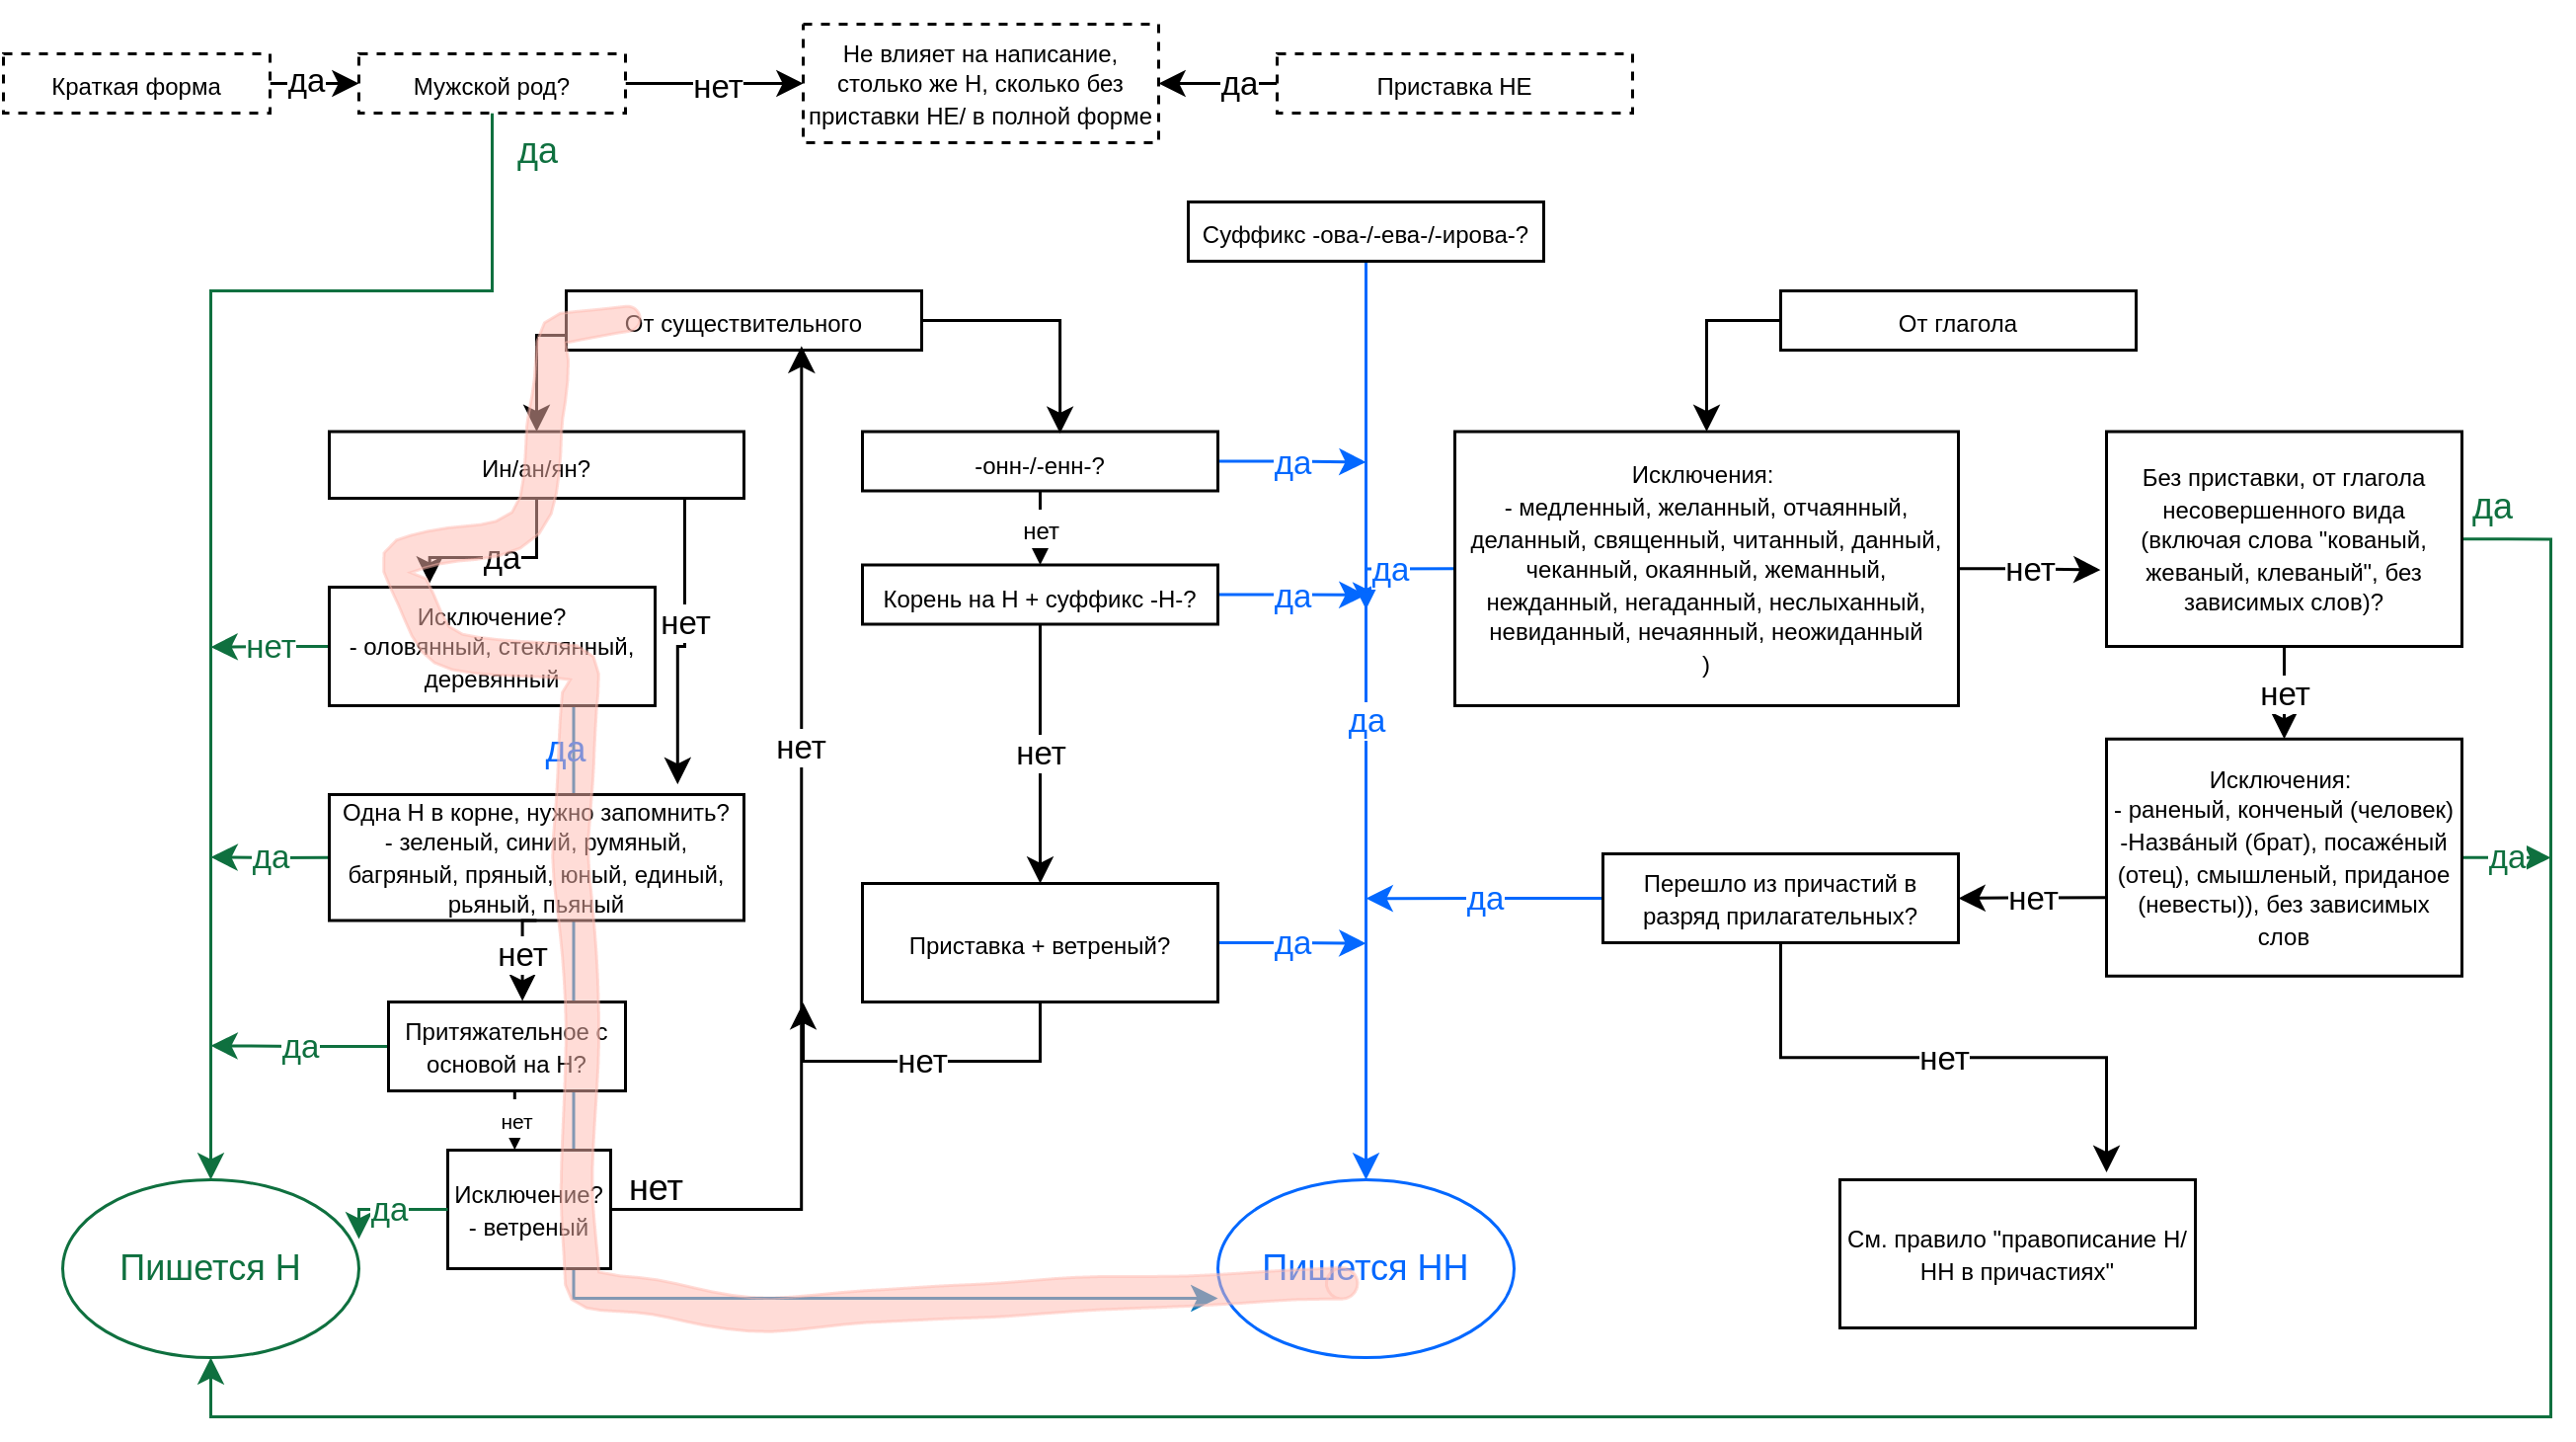 Краткая форма
да
Мужской род?
нет
Не влияет на написание,
столько же Н, сколько без
приставки НЕ/ в полной форме
да
Приставка НЕ
да
Суффикс -ова-/-ева-/-ирова-?
От существительного
От глагола
Ин/ан/ян?
-онн-/-енн-?
да
нет
да
Исключение?
- оловянный, стеклянный,
деревянный
нет
нет
да
Корень на Н + суффикс -Н-?
да
нет
нет
да
да
Исключения:
- медленный, желанный, отчаянный,
деланный, священный, читанный, данный,
чеканный, окаянный, жеманный,
нежданный, негаданный, неслыханный,
невиданный, нечаянный, неожиданный
)
нет
Без приставки, от глагола
несовершенного вида
(включая слова "кованый,
жеваный, клеваный", без
зависимых слов)?
да
нет
Одна Н в корне, нужно запомнить?
- зеленый, синий, румяный,
багряный, пряный, юный, единый,
рьяный, пьяный
да
нет
Приставка + ветреный?
да
нет
Перешло из причастий в
разряд прилагательных?
да
нет
нет
Исключения:
- раненый, конченый (человек)
-Назва́ный (брат), посажёный
(отец), смышленый, приданое
(невесты)), без зависимых
слов
да
Притяжательное с
основой на Н?
да
нет
Исключение?
- ветреный
да
нет
Пишется Н
Пишется НН
См. правило "правописание Н/
НН в причастиях"